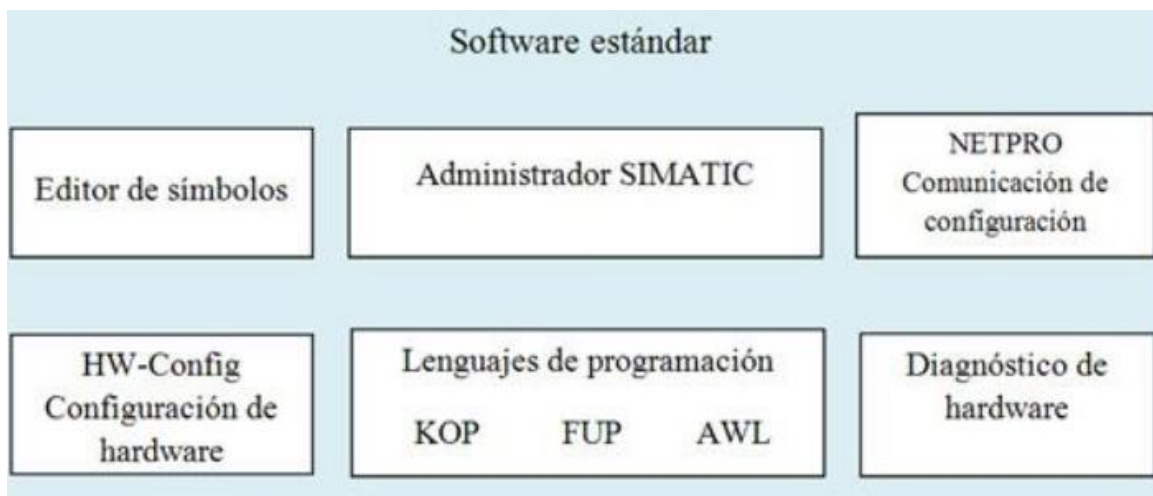 Software estándar
Editor de símbolos
Administrador SIMATIC
NETPRO
Comunicación de
configuración
HW-Config
Configuración de
hardware
Lenguajes de programación
KOP FUP AWL
Diagnóstico de
hardware